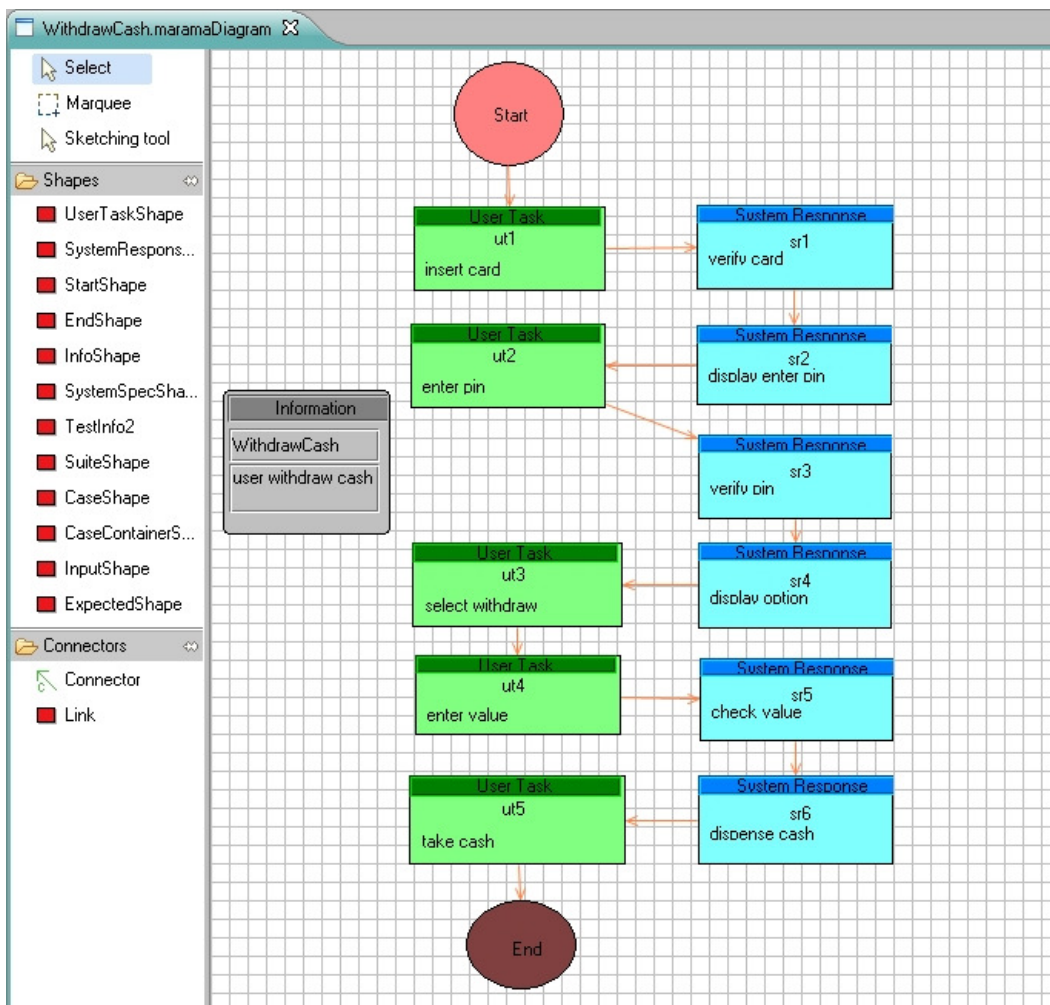 WithdrawCash.maramaDiagram
Select
Marquee
Sketching tool
Shapes
UserTaskShape
SystemRespons...
StartShape
EndShape
InfoShape
SystemSpecSha...
TestInfo2
SuiteShape
CaseShape
CaseContainerS...
InputShape
ExpectedShape
Connectors
Connector
C
Link
Start
User Task
ut1
insert card
System Response
sr1
verify card
User Task
ut2
enter pin
System Response
sr2
display enter pin
Information
WithdrawCash
user withdraw cash
System Response
sr3
verify pin
User Task
ut3
select withdraw
System Response
sr4
display option
User Task
ut4
enter value
System Response
sr5
check value
User Task
ut5
take cash
System Response
sr6
dispense cash
End